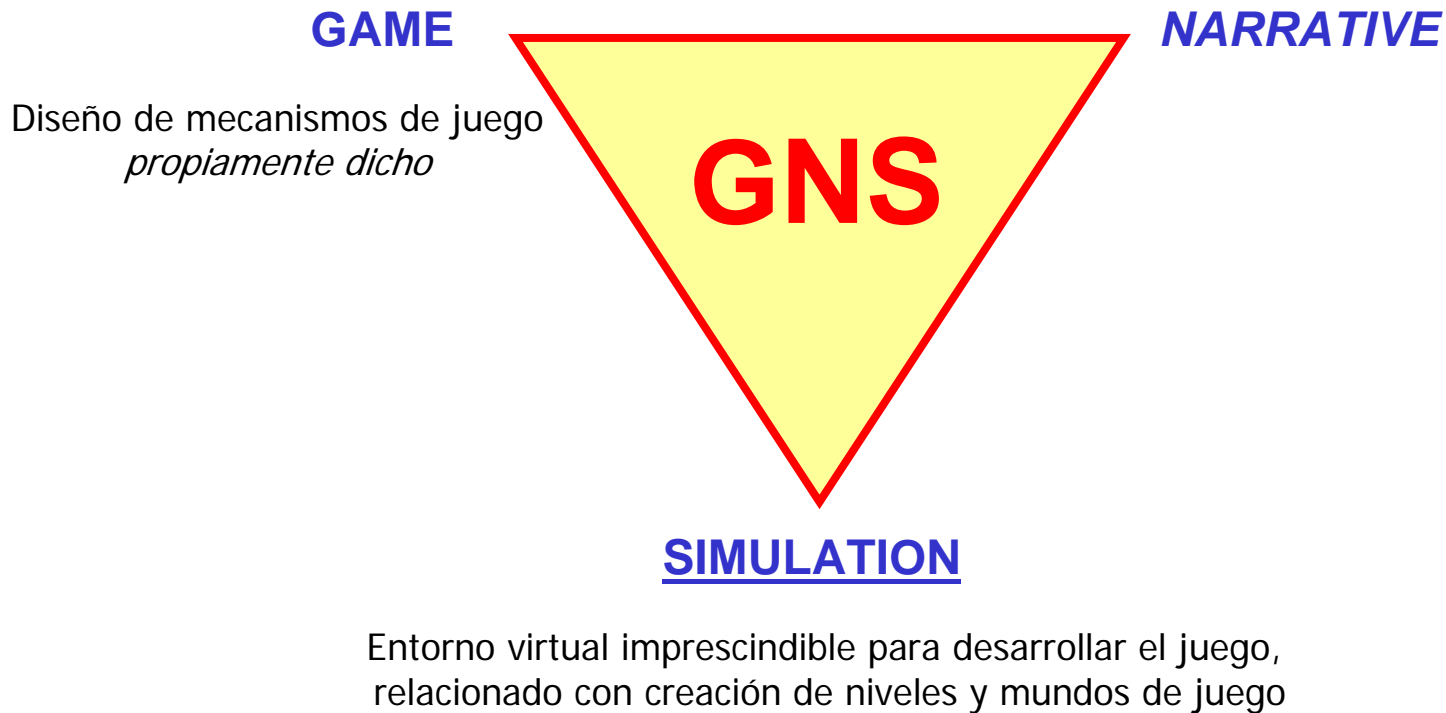 GAME
NARRATIVE
Diseño de mecanismos de juego
propiamente dicho
GNS
SIMULATION
Entorno virtual imprescindible para desarrollar el juego,
relacionado con creación de niveles y mundos de juego